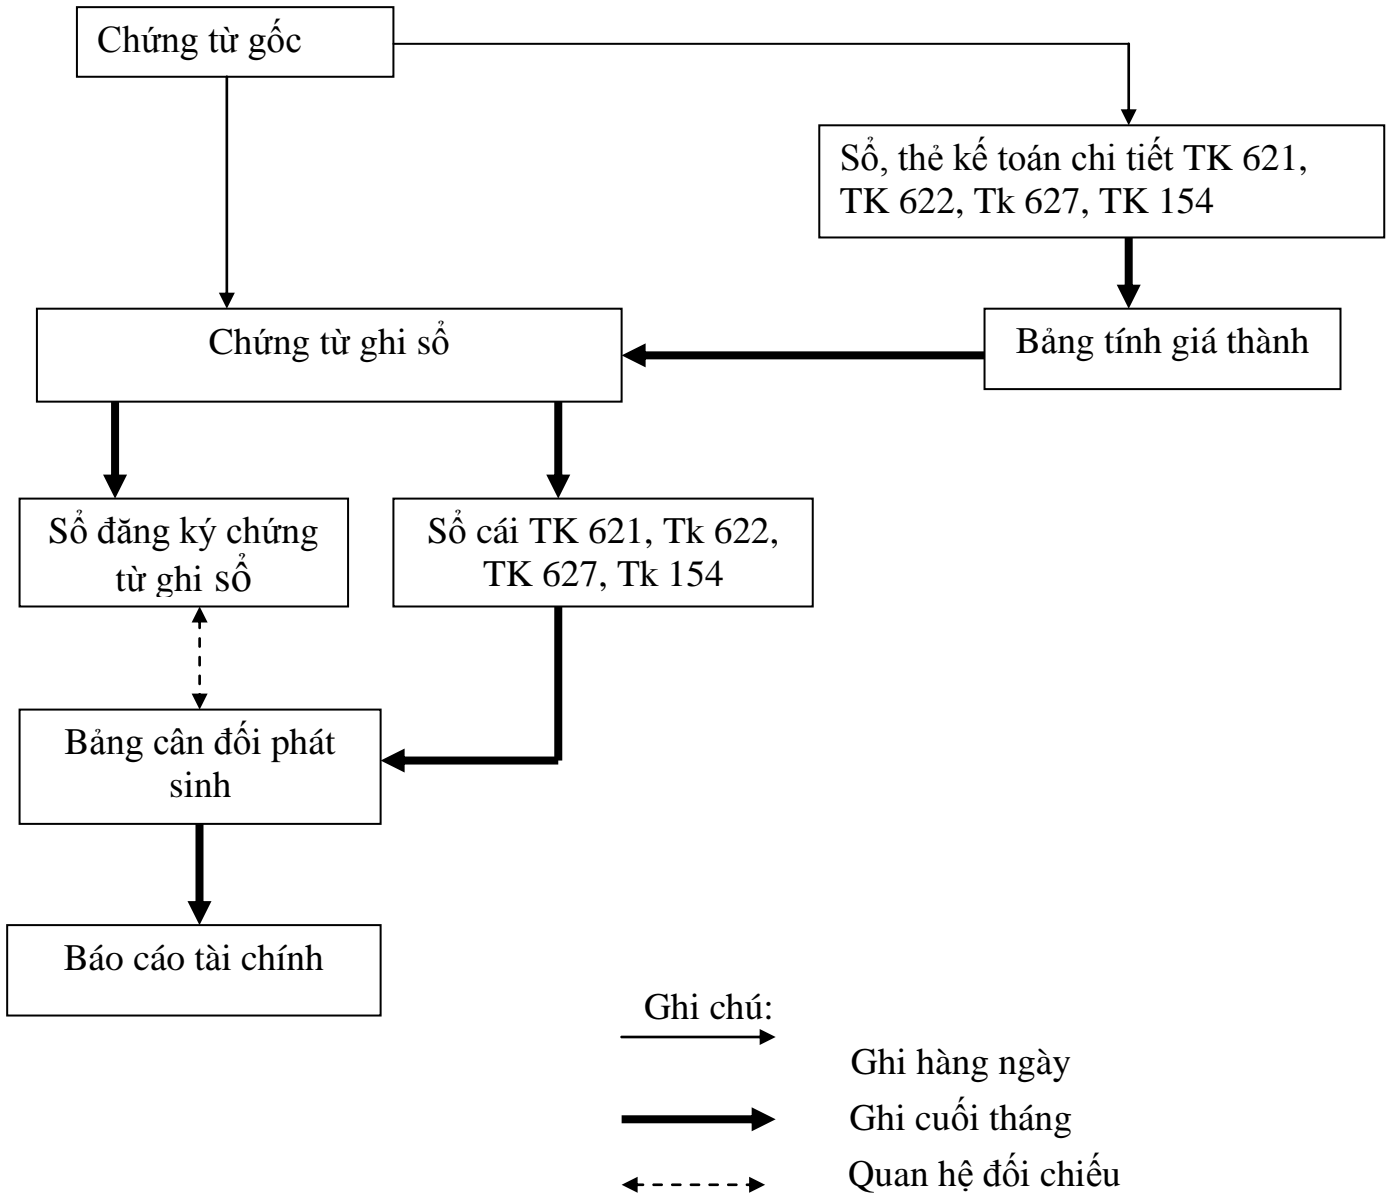 Chứng từ gốc
Sổ, thẻ kế toán chi tiết TK 621,
TK 622, Tk 627, TK 154
Chứng từ ghi sổ
Bảng tính giá thành
Sổ đăng ký chứng
từ ghi sổ
Sổ cái TK 621, Tk 622,
TK 627, Tk 154
Bảng cân đối phát
sinh
Báo cáo tài chính
Ghi chú:
Ghi hàng ngày
Ghi cuối tháng
Quan hệ đối chiếu